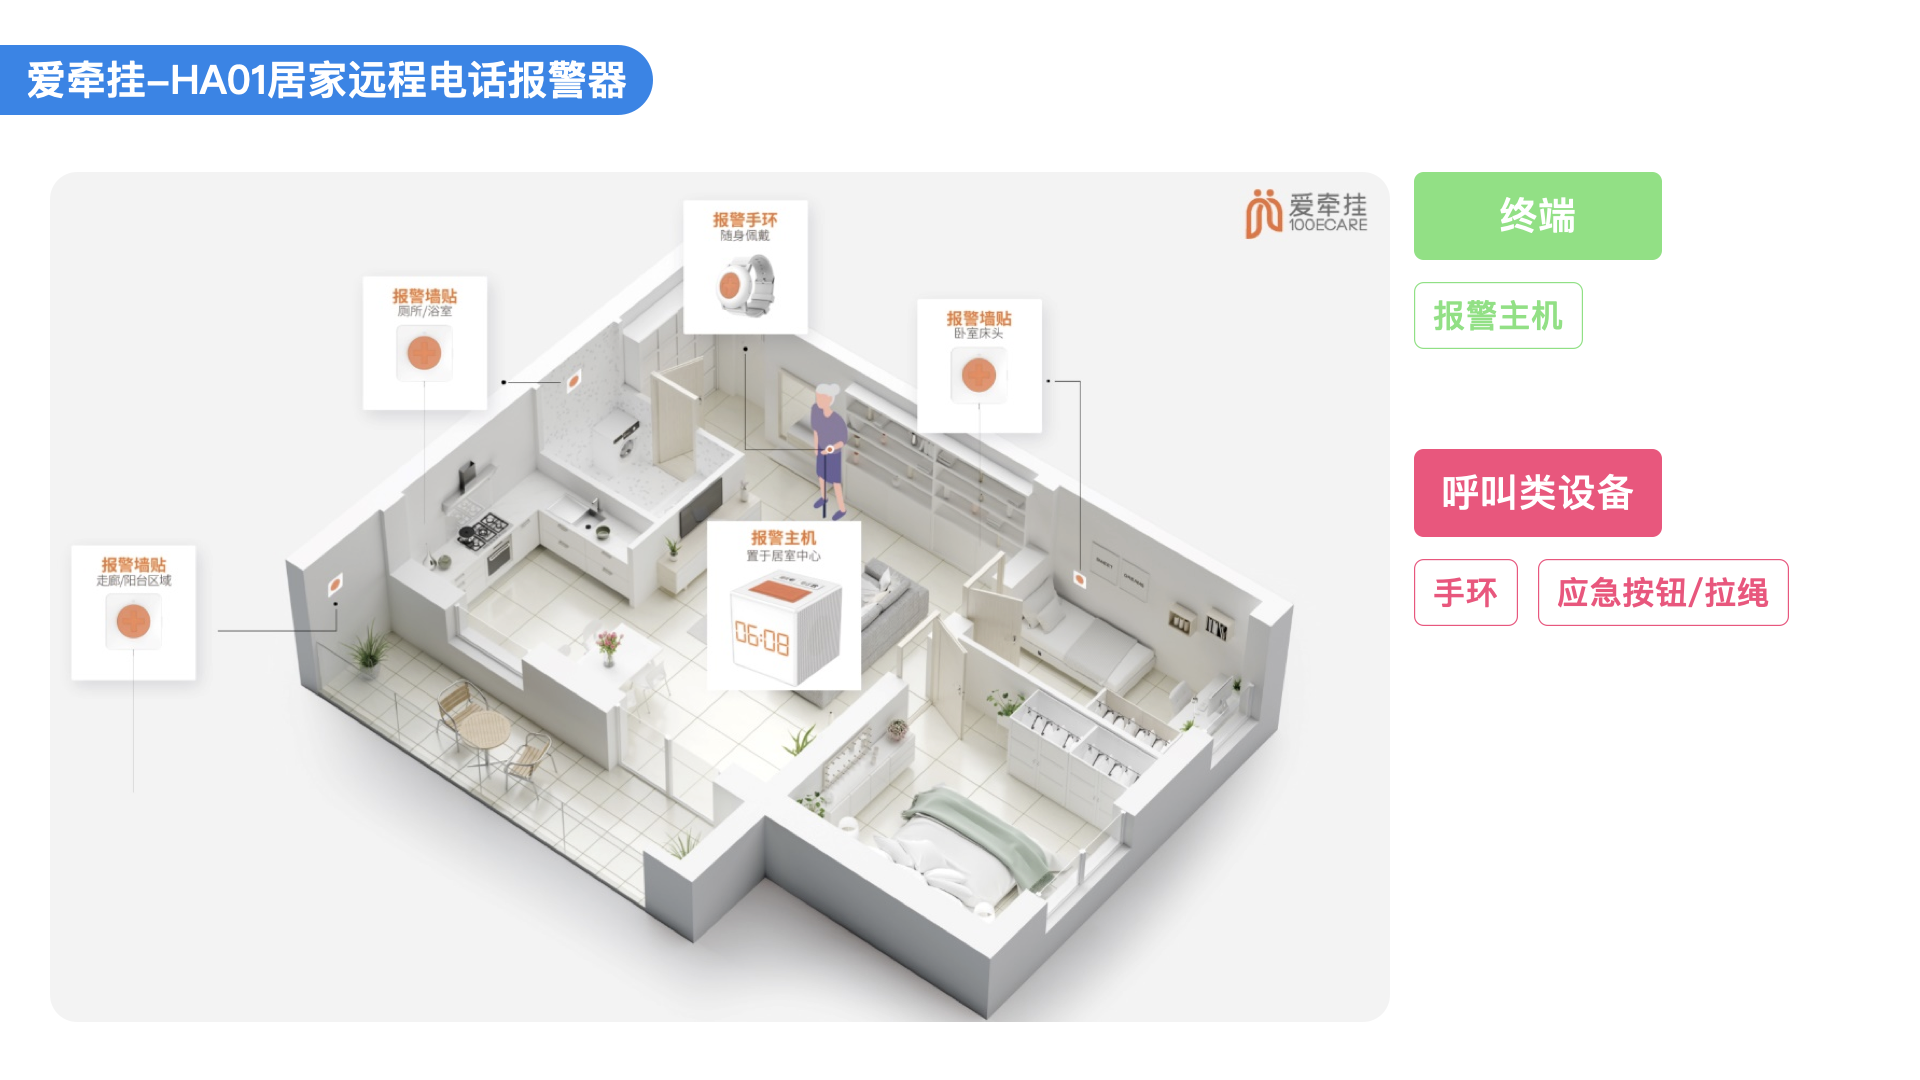 爱牵挂-HA01居家远程电话报警器
爱牵挂
100ECARE
报警手环
随身佩戴
报警墙贴
厕所/浴室
报警墙贴
卧室床头
报警主机
置于居室中心
06:08
报警墙贴
走廊/阳台区域
终端
报警主机
呼叫类设备
手环
应急按钮/拉绳